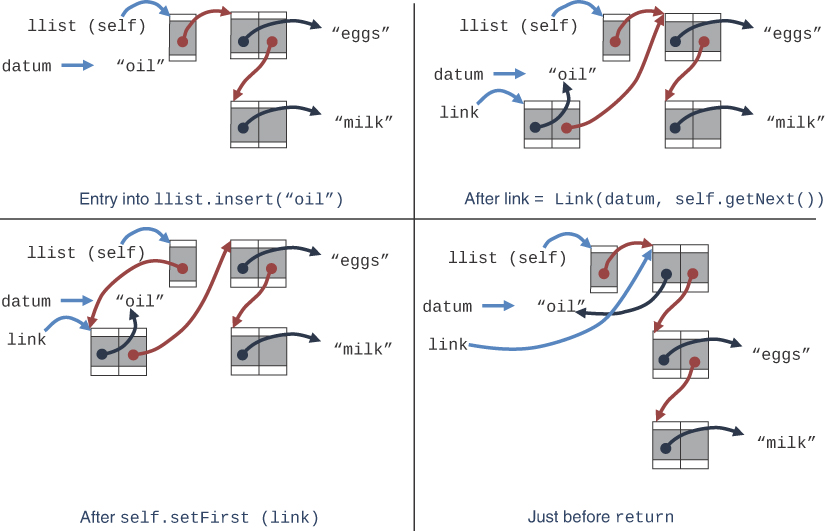 llist (self)
"eggs"
datum
"oil"
"milk"
Entry into llist.insert("oil")
llist (self)
"eggs"
datum
"oil"
link
"milk"
After link = Link(datum, self.getNext())
llist (self)
"eggs"
datum
"oil"
link
"milk"
After self.setFirst (link)
llist (self)
datum
"oil"
link
"eggs"
"milk"
Just before return